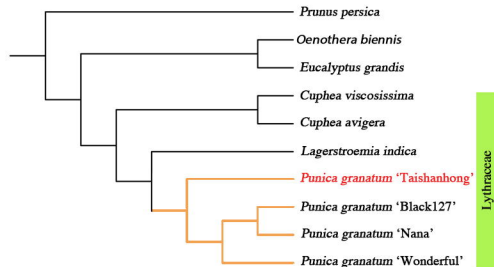 Prunus persica
Oenothera biennis
Eucalyptus grandis
Cuphea viscosissima
Cuphea avigera
Lagerstroemia indica
Punica granatum ‘Taishanhong’
Punica granatum ‘Black127’
Punica granatum ‘Nana’
Punica granatum ‘Wonderful’
Lythraceae